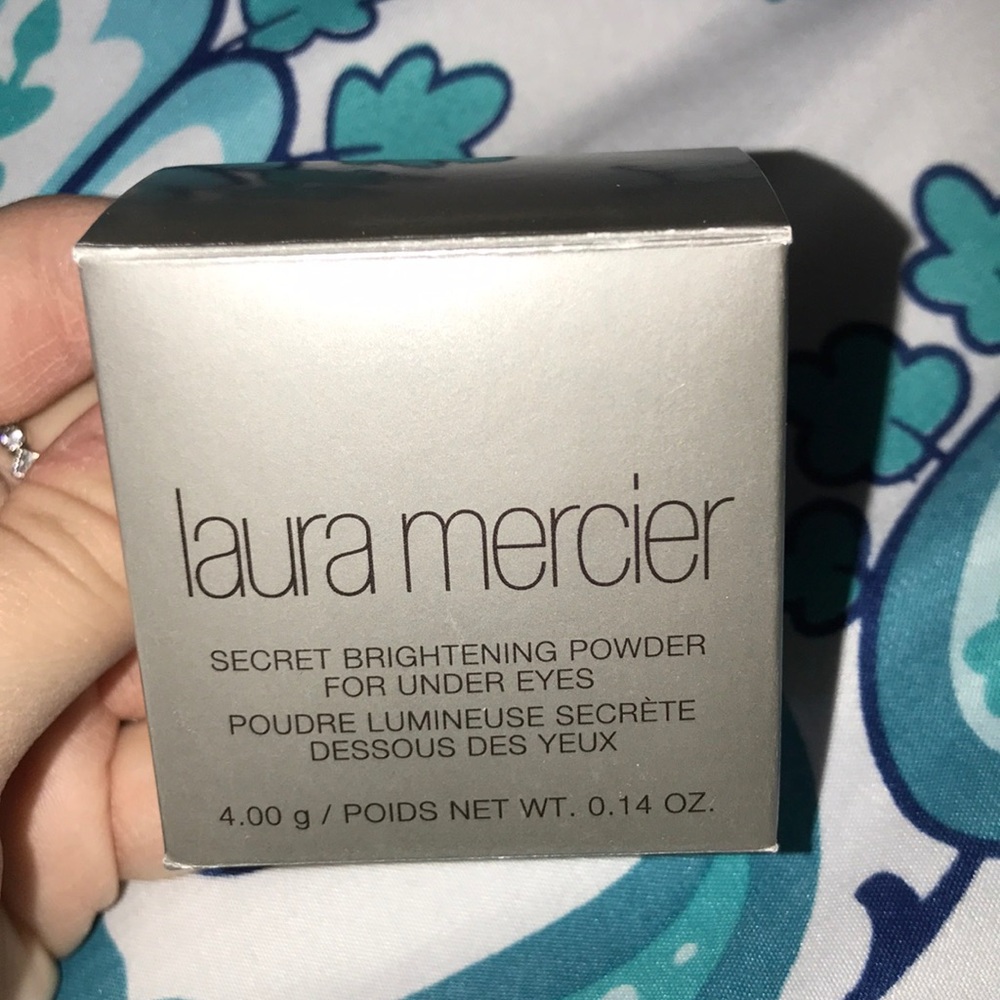 laura mercier
SECRET BRIGHTENING POWDER
FOR UNDER EYES
POUDRE LUMINEUSE SECRÈTE
DESSOUS DES YEUX
4.00 g / POIDS NET WT. 0.14 OZ.